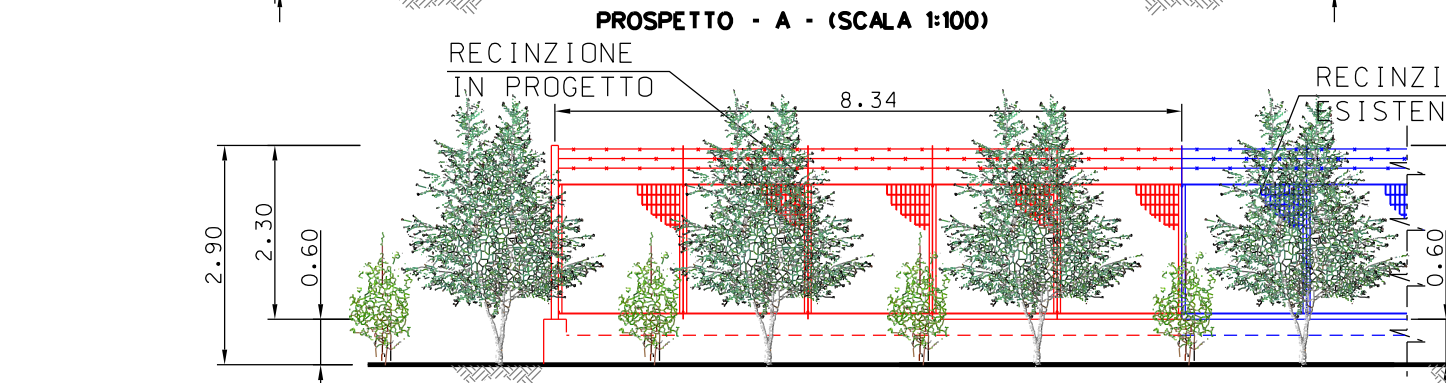 PROSPETTO - A - (SCALA 1:100)
RECINZIONE
IN PROGETTO
8.34
RECINZI
ESISTEN
2.90
2.30
0.60
0.60